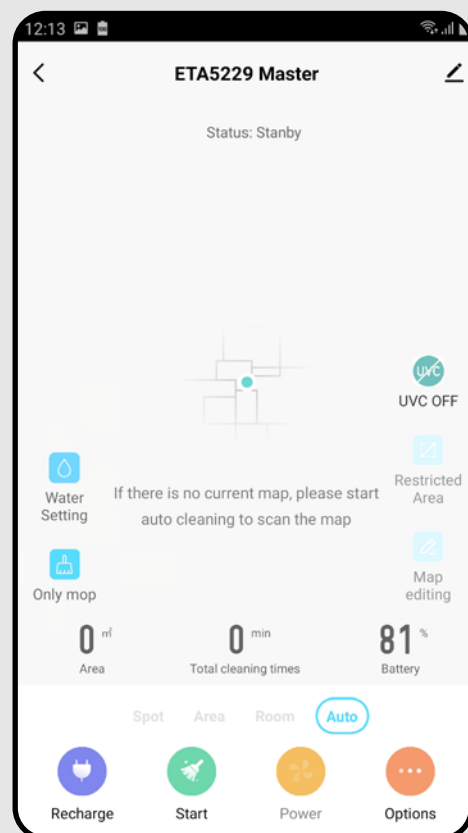 12:13
ETA5229 Master
Status: Stanby
UVC
UVC OFF
Water
Setting
If there is no current map, please start
auto cleaning to scan the map
Restricted
Area
Only mop
Map
editing
0 ㎡
0 min
81 %
Area
Total cleaning times
Battery
Spot
Area
Room
Auto
Recharge
Start
Power
Options